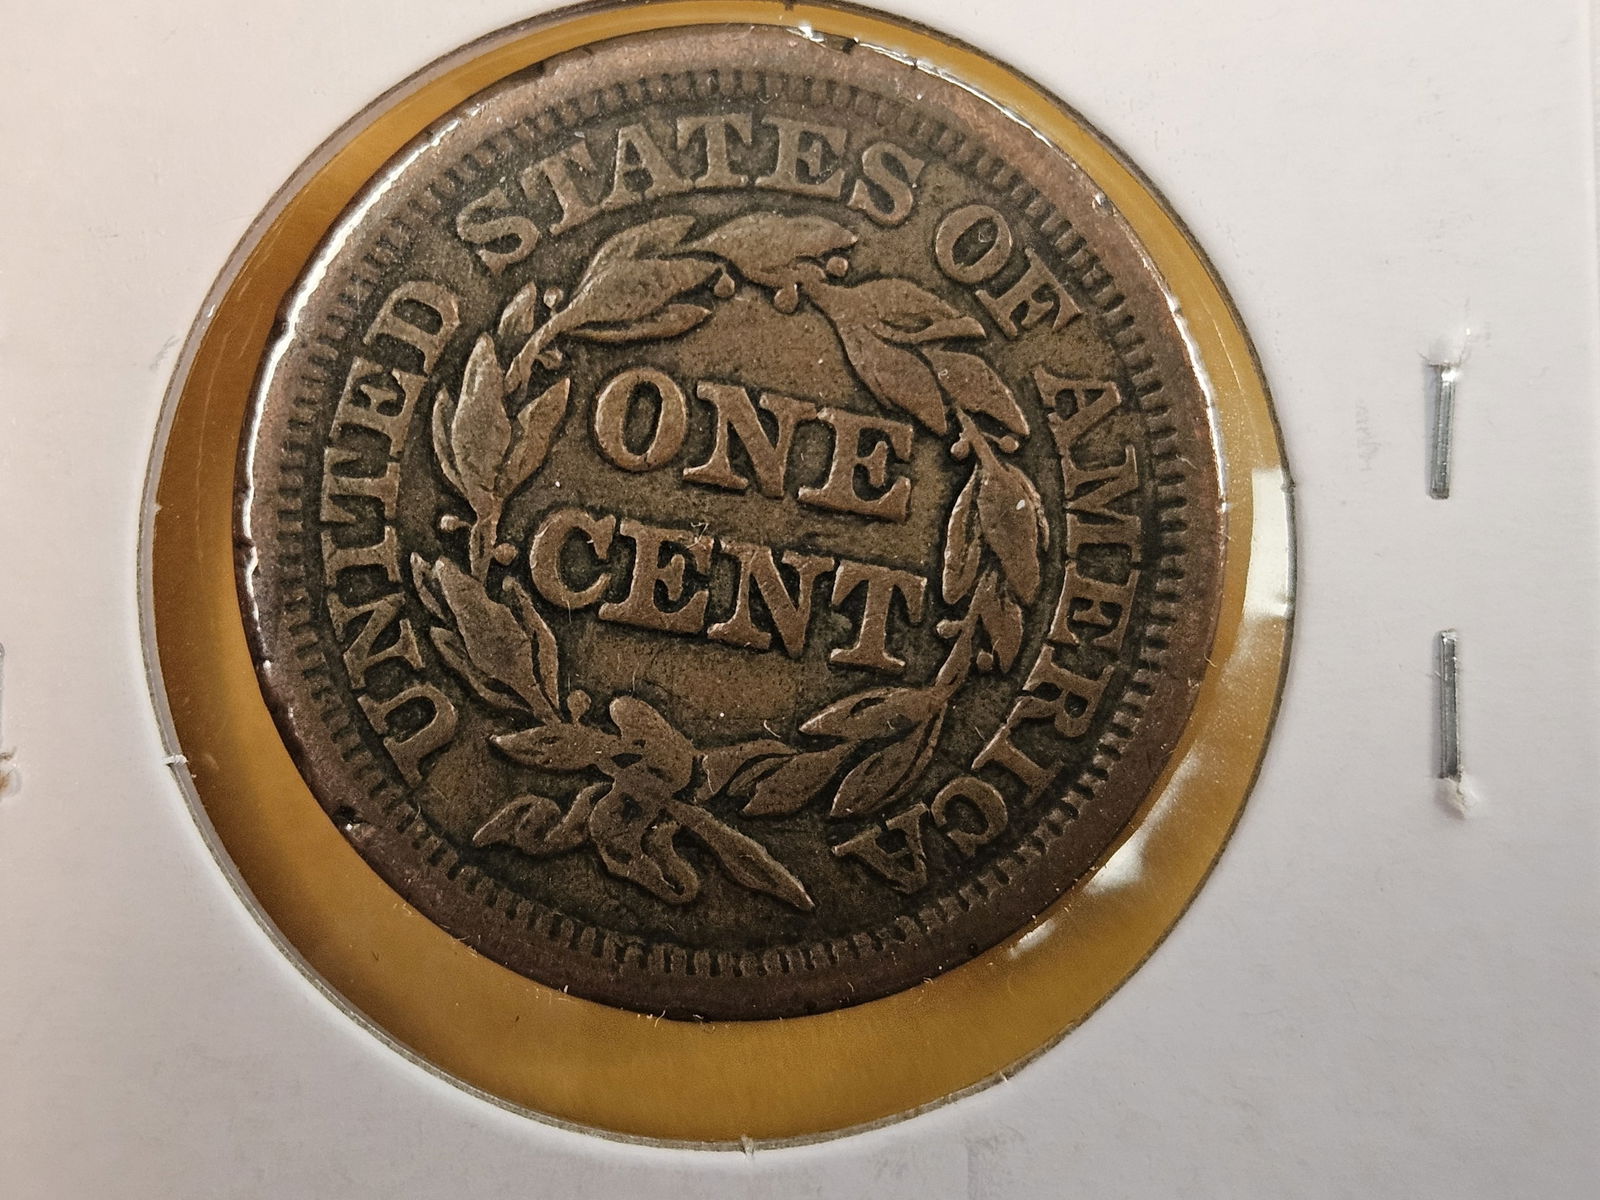 UNITED STATES OF AMERICA
ONE
CENT